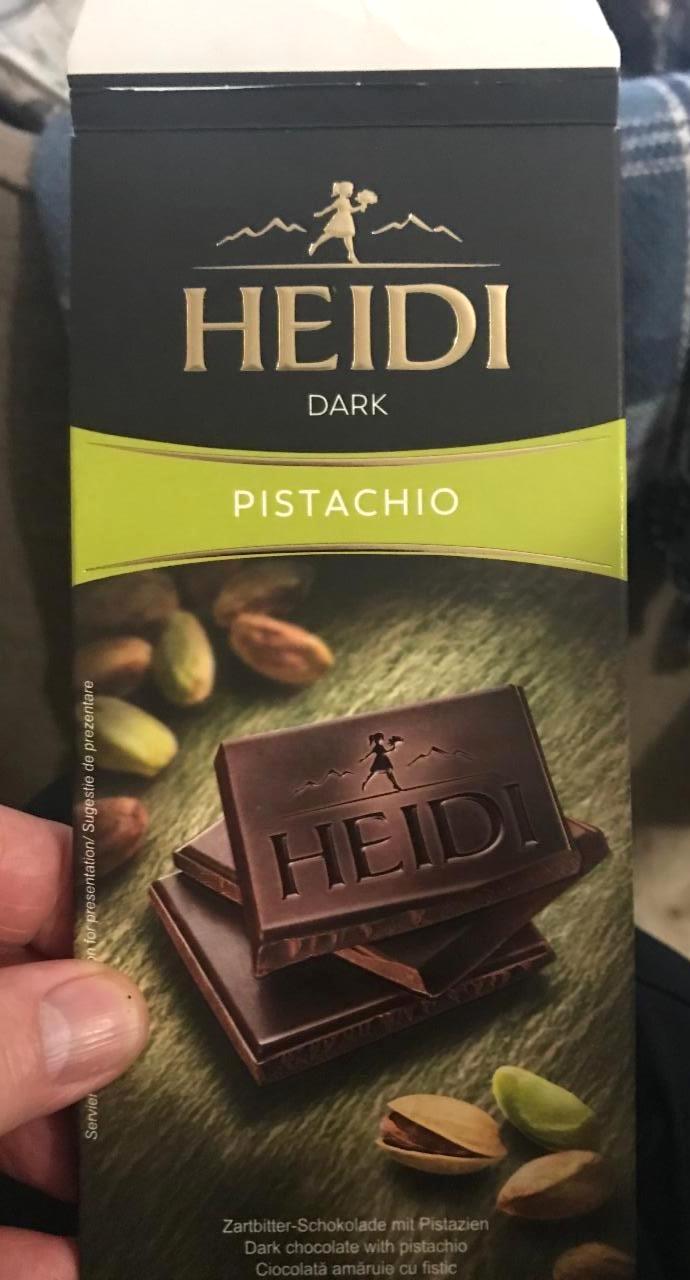 HEIDI
DARK
PISTACHIO
for presentation/ Sugestie de prezentare
HEIDI
Zartbitter-Schokolade mit Pistazien
Dark chocolate with pistachio
Ciocolată amăruie cu fistic